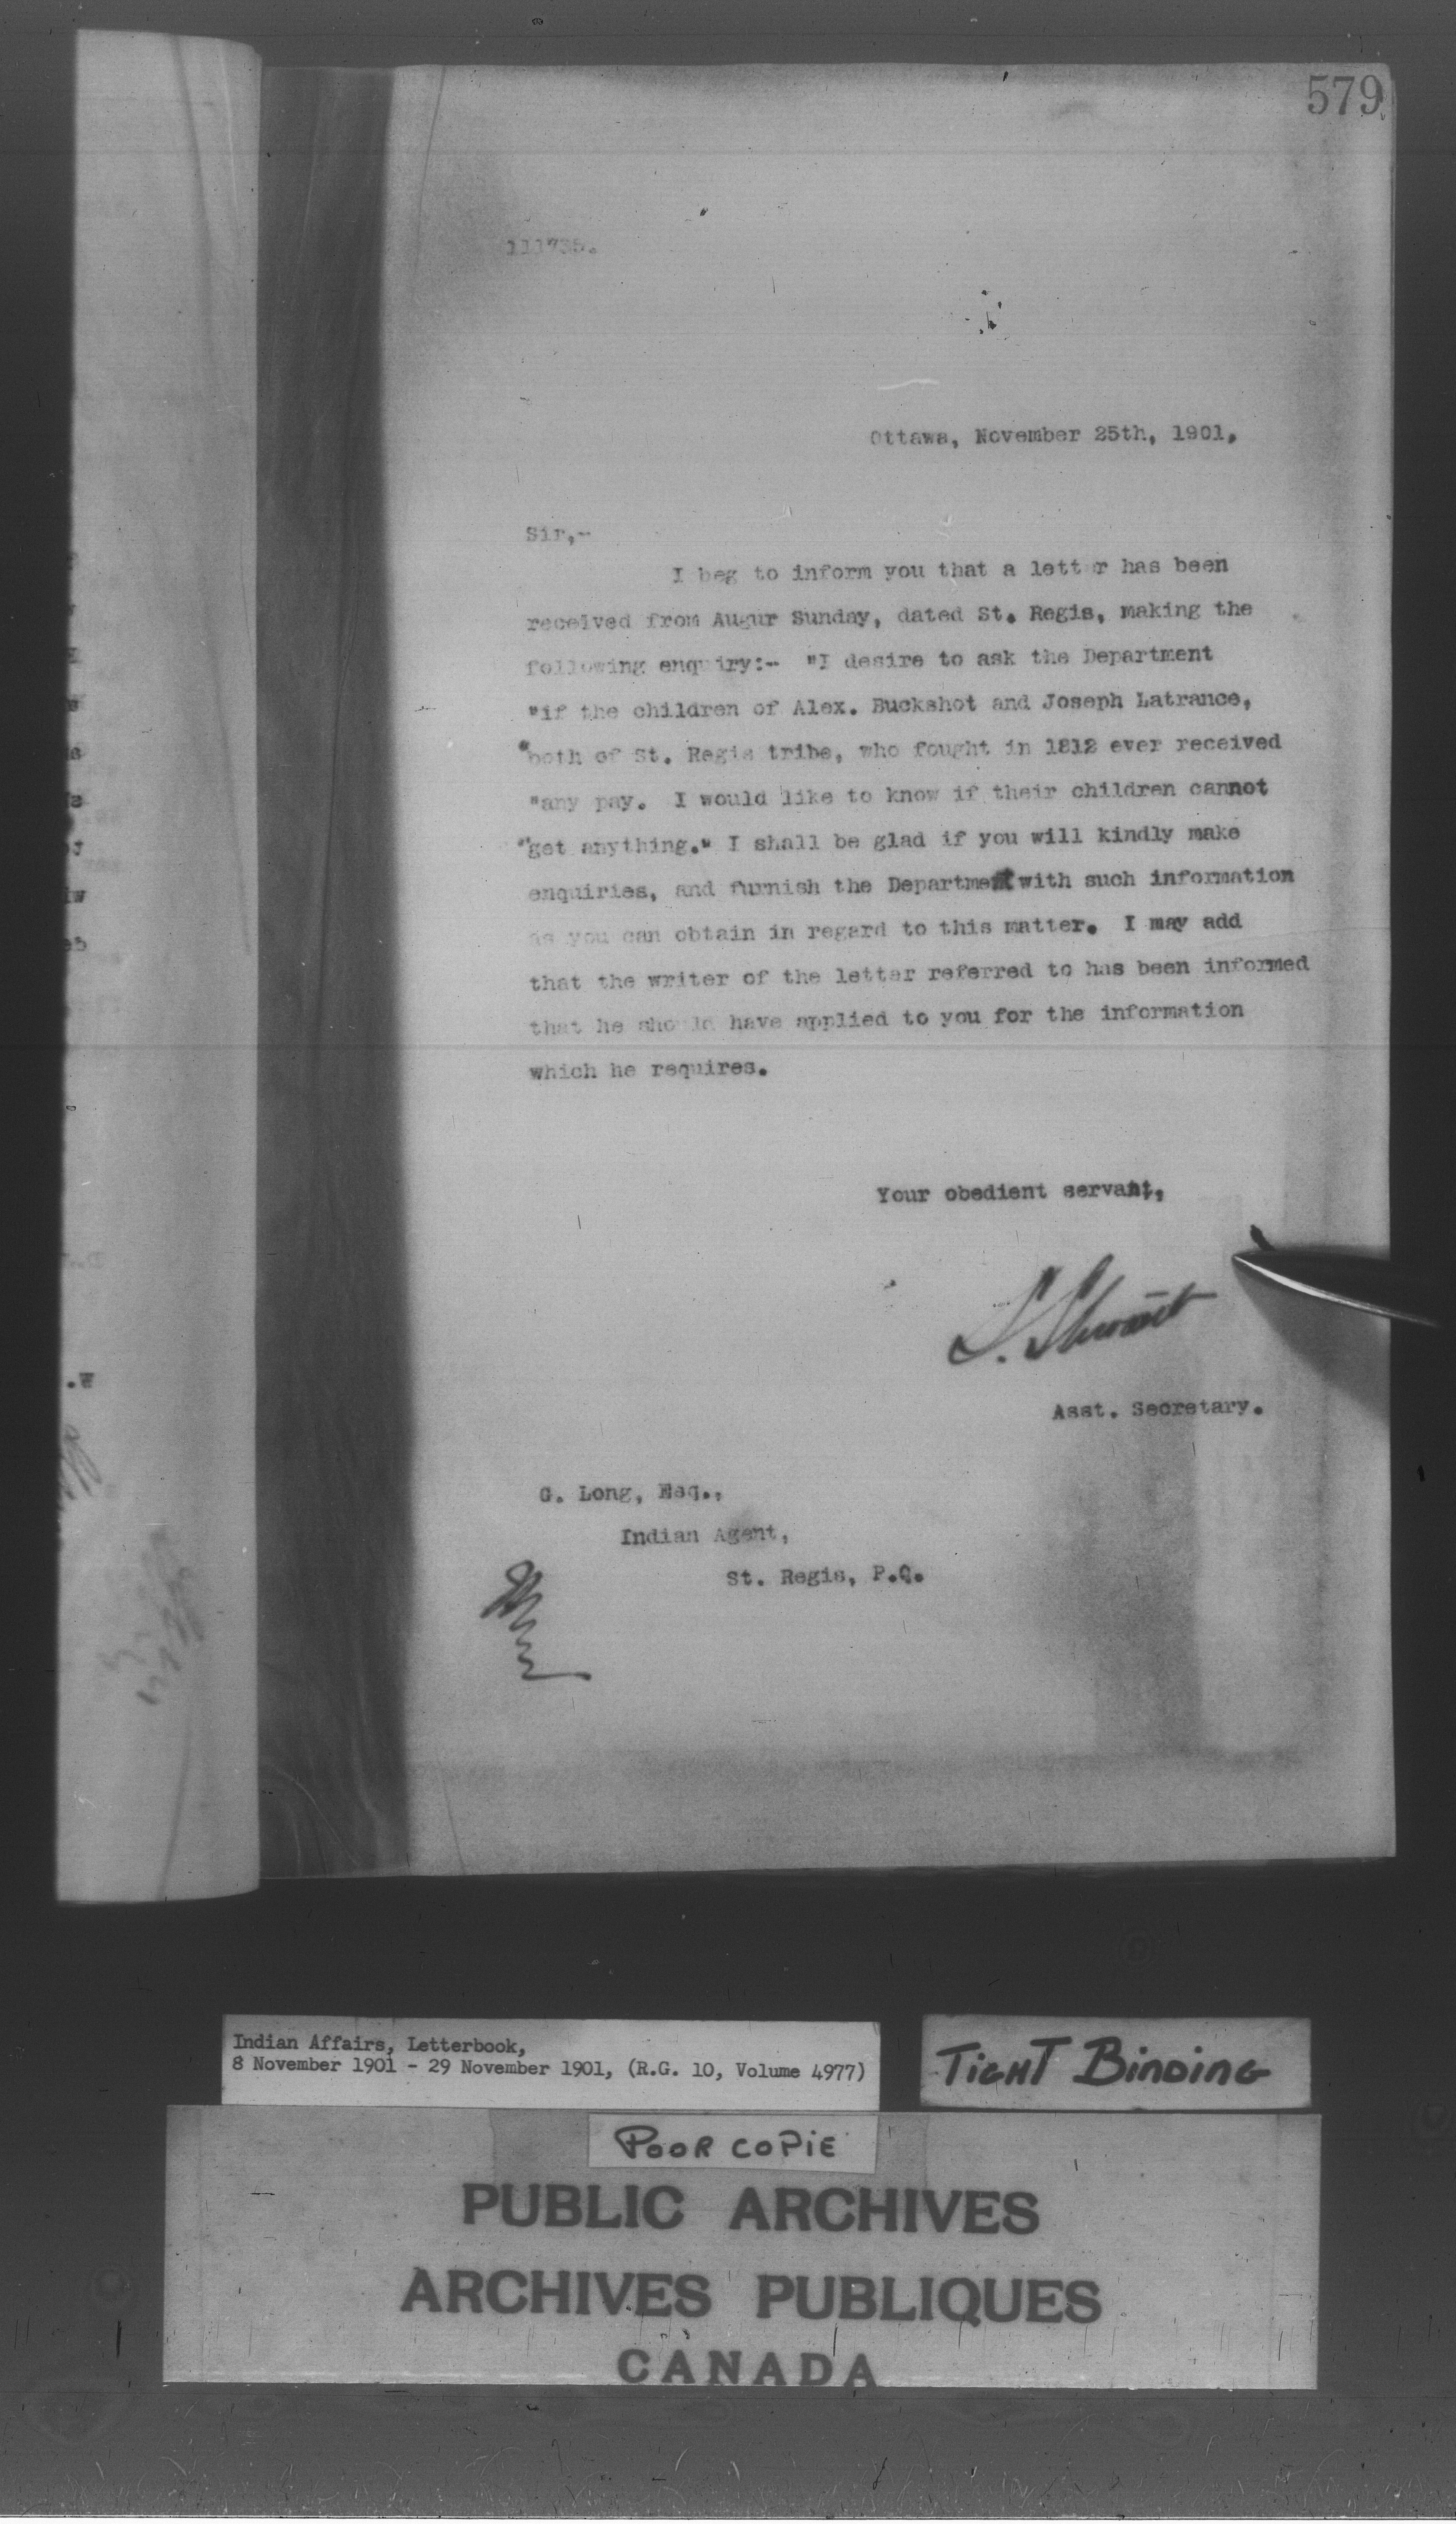 579
111735.
Ottawa, November 25th, 1901,
Sir,-
I beg to inform you that a letter has been
received from Augur Sunday, dated St. Regis, making the
following enquiry:- "I desire to ask the Department
"if the children of Alex. Buckshot and Joseph Latrance,
"both of St. Regis tribe, who fought in 1812 ever received
"any pay. I would like to know if their children cannot
"get anything." I shall be glad if you will kindly make
enquiries, and furnish the Department with such information
as you can obtain in regard to this matter. I may add
that the writer of the letter referred to has been informed
that he should have applied to you for the information
which he requires.
Your obedient servant,
S. Stewart
Asst. Secretary.
G. Long, Esq.,
Indian Agent,
St. Regis, P.Q.
Indian Affairs, Letterbook,
8 November 1901 - 29 November 1901, (R.G. 10, Volume 4977)
TIGHT BINDING
POOR COPIE
PUBLIC ARCHIVES
ARCHIVES PUBLIQUES
CANADA